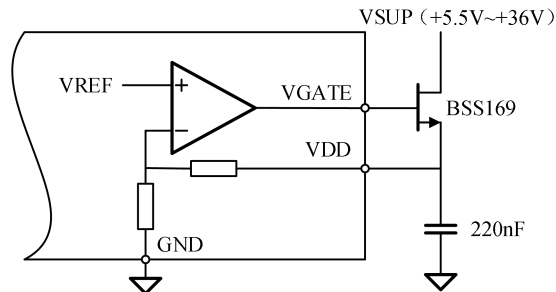 VSUP (+5.5V~+36V)
VREF
+
VGATE
BSS169
−
VDD
220nF
GND